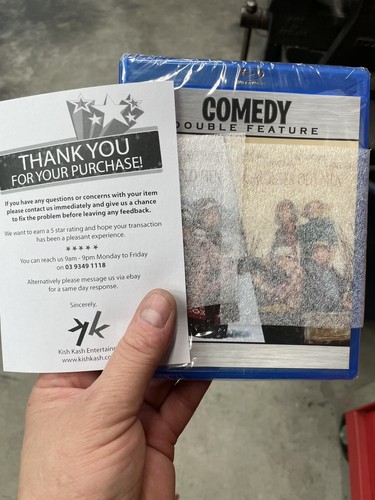 COMEDY
DOUBLE FEATURE
THANK YOU
FOR YOUR PURCHASE!
If you have any questions or concerns with your item
please contact us immediately and give us a chance
to fix the problem before leaving any feedback.
We want to earn a 5 star rating and hope your transaction
has been a pleasant experience.
★★★★★
You can reach us 9am - 9pm Monday to Friday
on 03 9349 1118
Alternatively please message us via ebay
for a same day response.
Sincerely,
kk
Kish Kash
www.kishkash.co